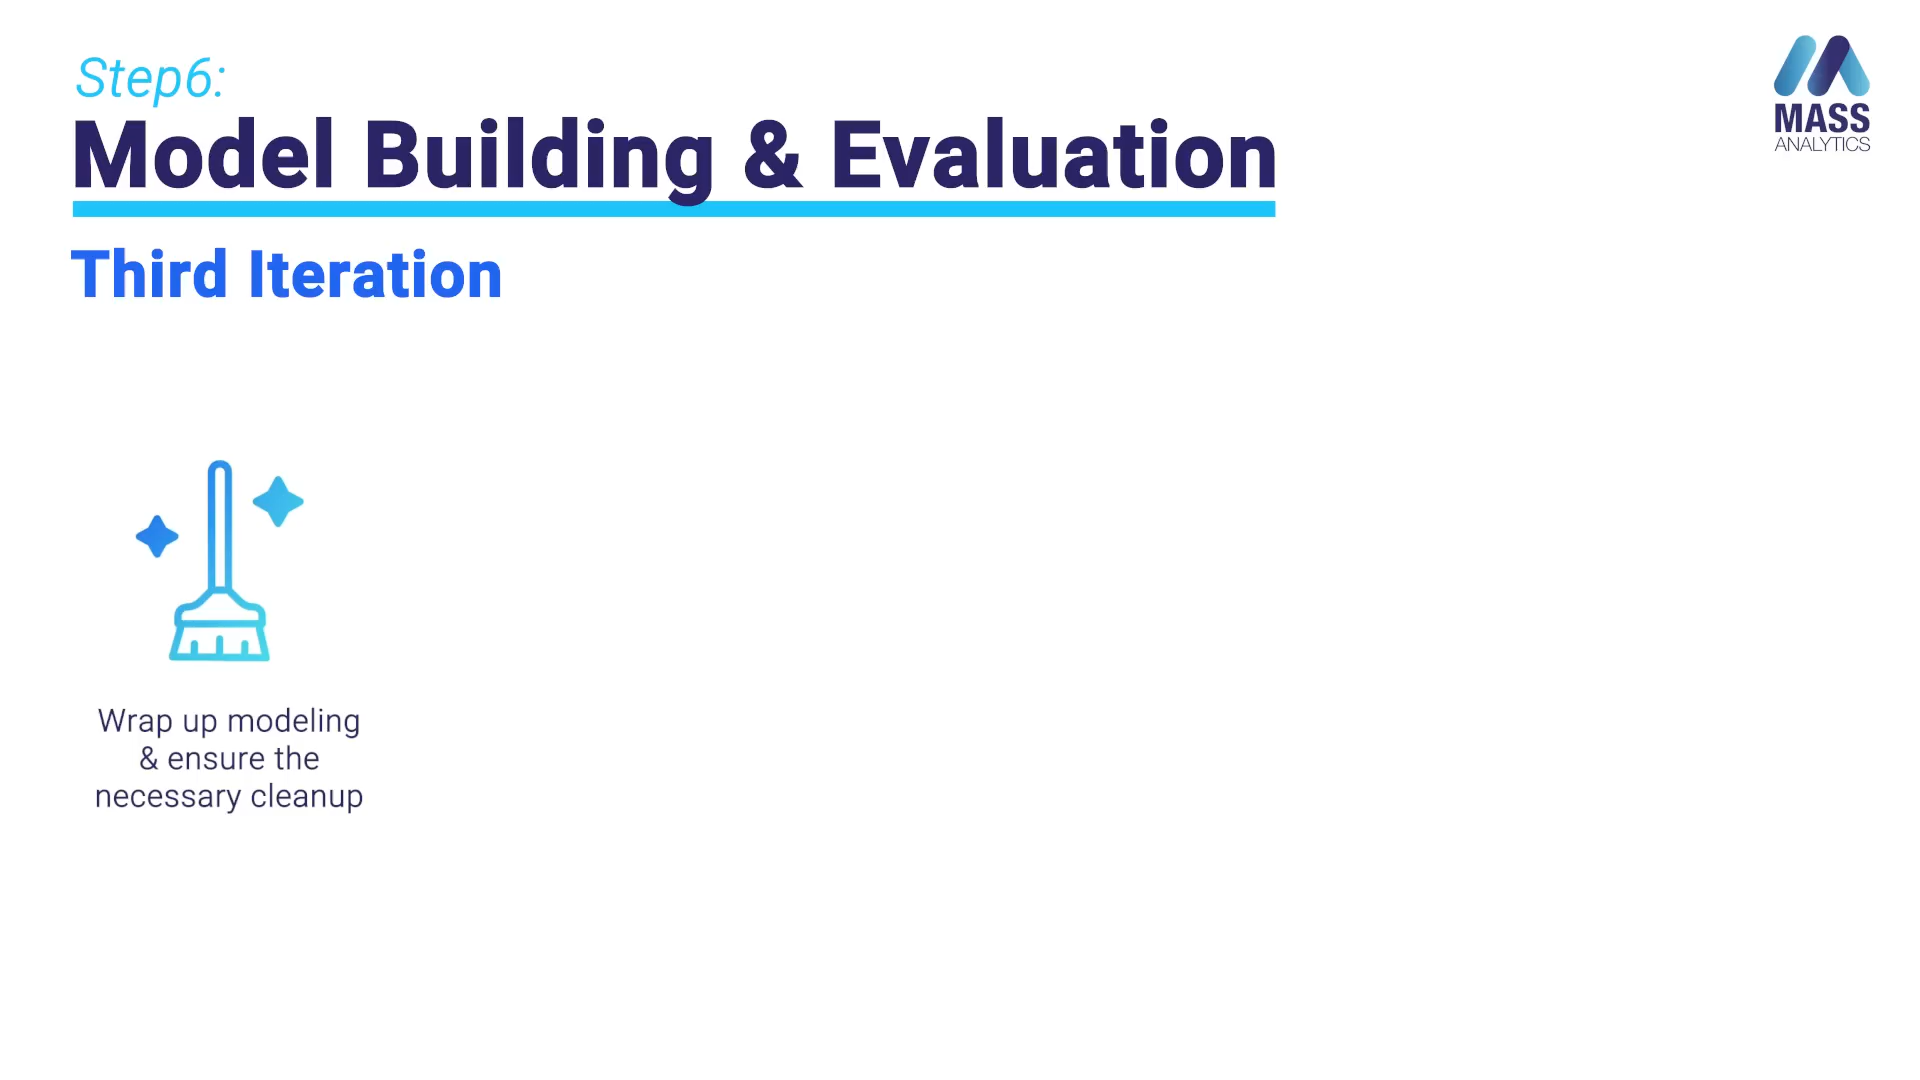 Step6:
Model Building & Evaluation
Third Iteration
MASS
ANALYTICS
Wrap up modeling
& ensure the
necessary cleanup